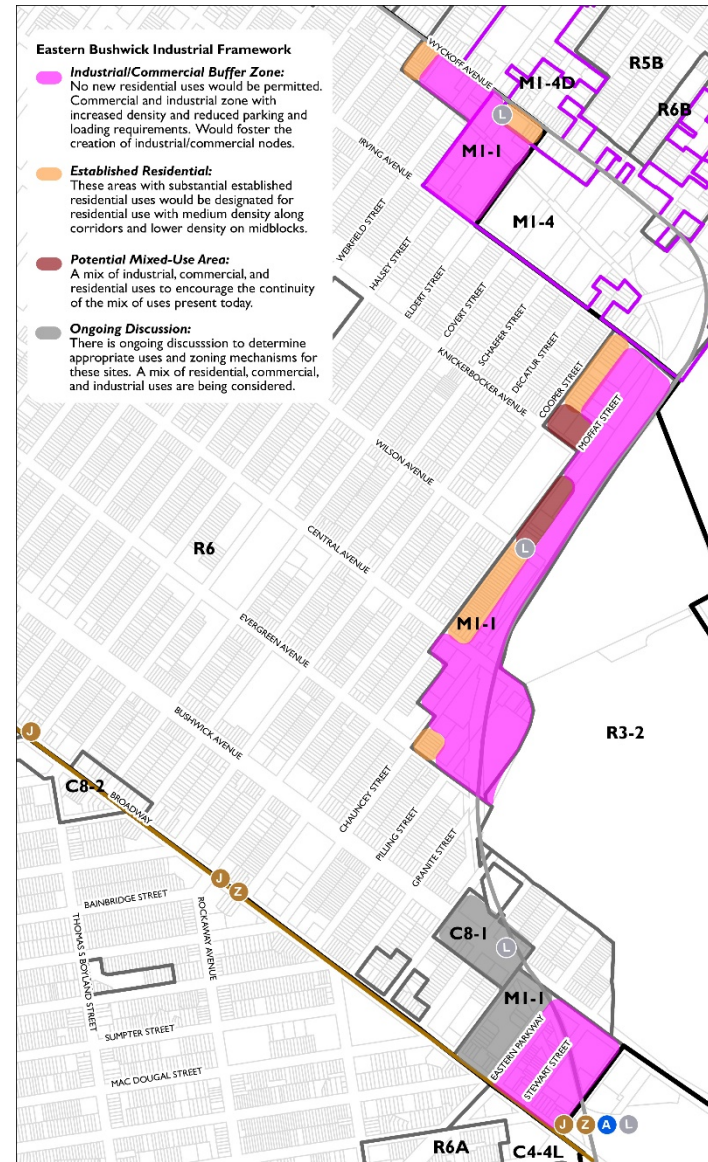 Eastern Bushwick Industrial Framework
Industrial/Commercial Buffer Zone:
No new residential uses would be permitted.
Commercial and industrial zone with
increased density and reduced parking and
loading requirements. Would foster the
creation of industrial/commercial nodes.
Established Residential:
These areas with substantial established
residential uses would be designated for
residential use with medium density along
corridors and lower density on midblocks.
Potential Mixed-Use Area:
A mix of industrial, commercial, and
residential uses to encourage the continuity
of the mix of uses present today.
Ongoing Discussion:
There is ongoing discusssion to determine
appropriate uses and zoning mechanisms for
these sites. A mix of residential, commercial,
and industrial uses are being considered.
WYCKOFF AVENUE
R5B
M1-4D
R6B
L
M1-1
IRVING AVENUE
M1-4
WEIRFIELD STREET
HALSEY STREET
ELDERT STREET
COVERT STREET
SCHAEFER STREET
DECATUR STREET
COOPER STREET
KNICKERBOCKER AVENUE
MOFFAT STREET
WILSON AVENUE
CENTRAL AVENUE
L
R6
EVERGREEN AVENUE
M1-1
BUSHWICK AVENUE
R3-2
J
C8-2
BROADWAY
CHAUNCEY STREET
PILLING STREET
GRANITE STREET
J
Z
BAINBRIDGE STREET
ROCKAWAY AVENUE
THOMAS S BOYLAND STREET
C8-1
L
M1-1
SUMPTER STREET
EASTERN PARKWAY
STEWART STREET
MAC DOUGAL STREET
J
Z
A
L
R6A
C4-4L